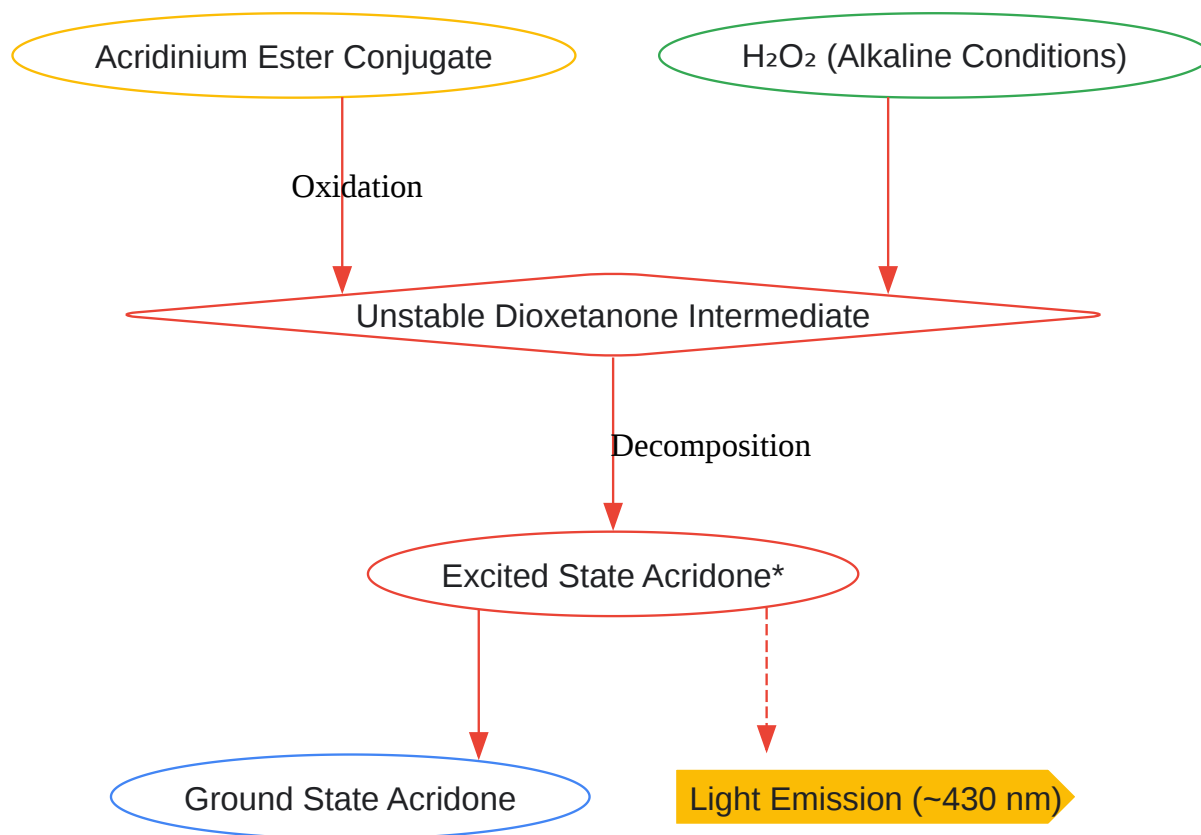 Acridinium Ester Conjugate
H₂O₂ (Alkaline Conditions)
Oxidation
Unstable Dioxetanone Intermediate
Decomposition
Excited State Acridone*
Ground State Acridone
Light Emission (~430 nm)